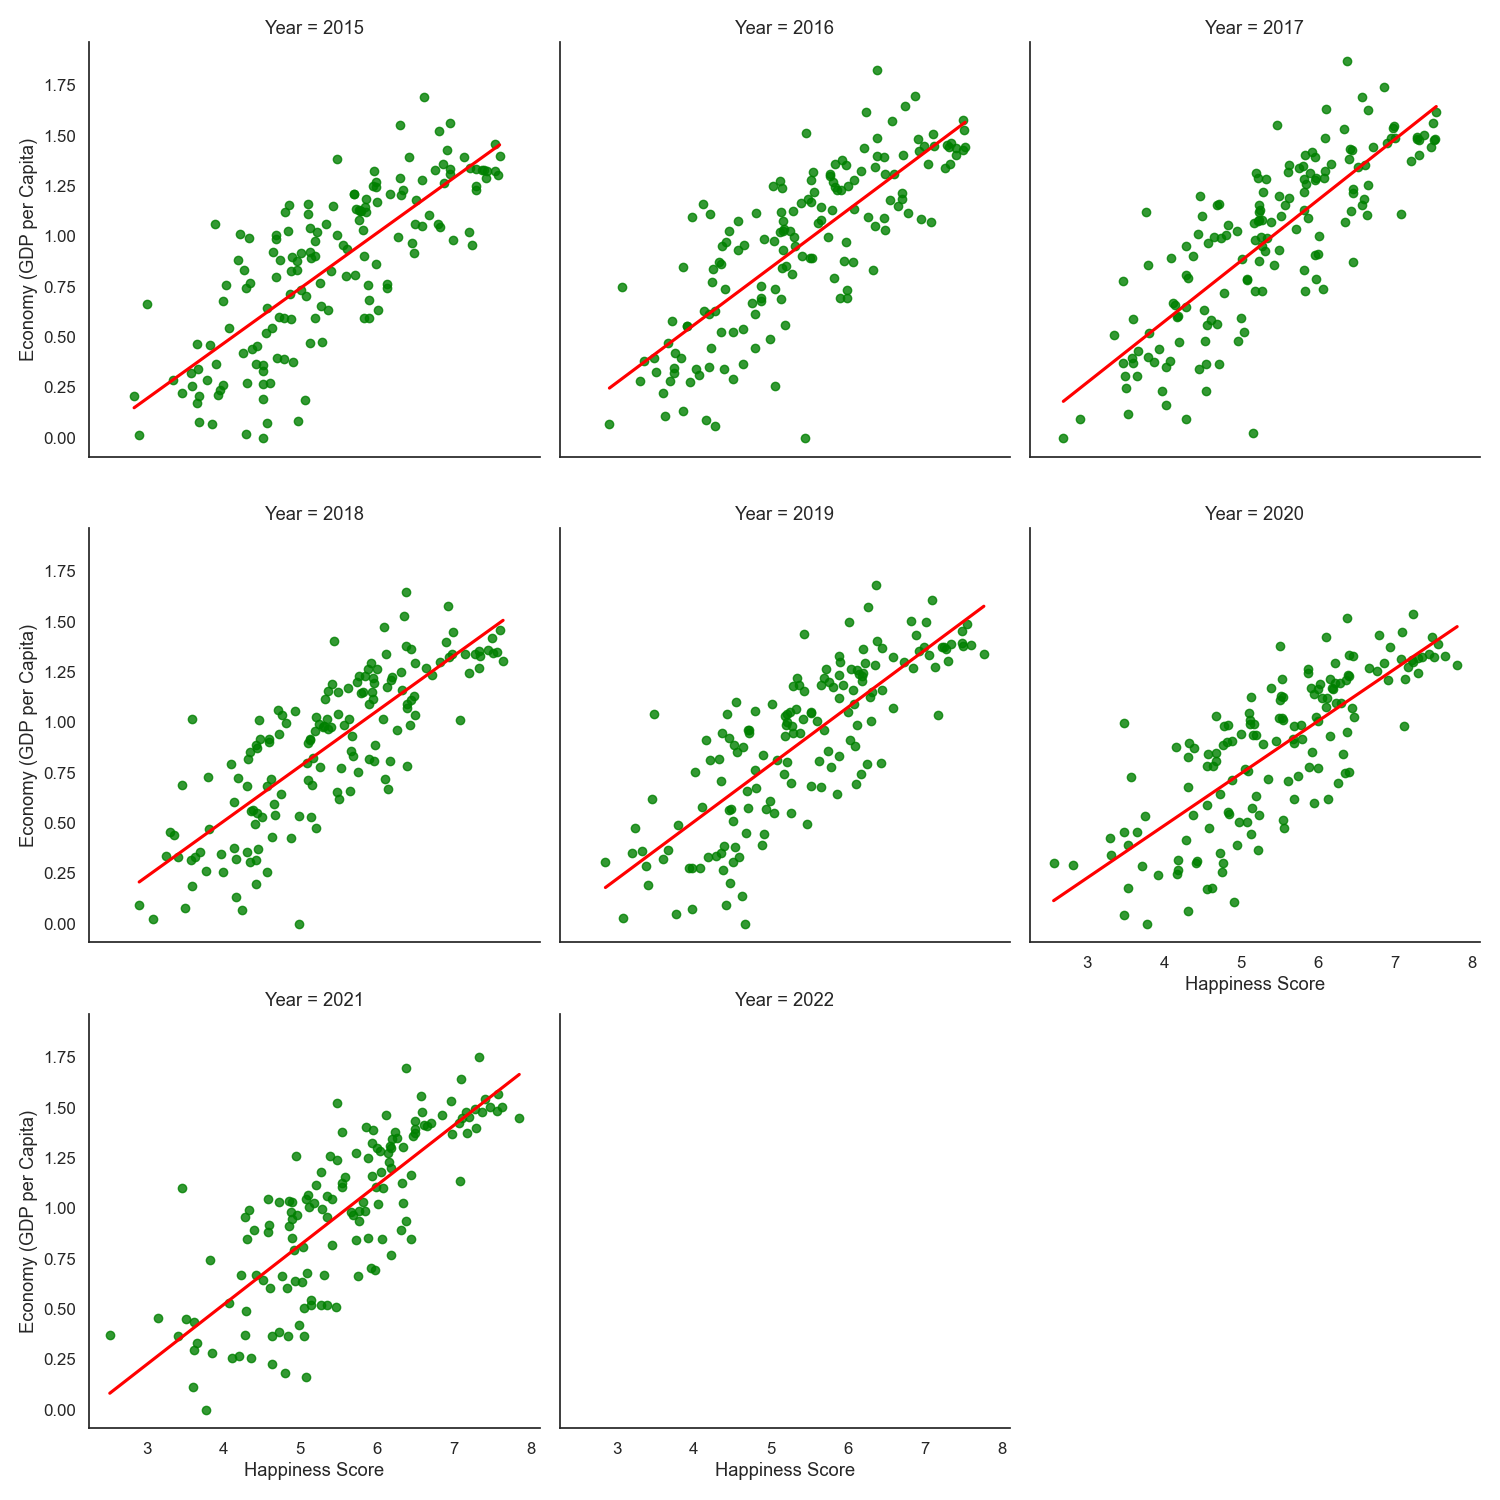 Year = 2015
Year = 2016
Year = 2017
1.75
1.50
1.25
1.00
0.75
0.50
0.25
0.00
Economy (GDP per Capita)
Year = 2018
Year = 2019
Year = 2020
1.75
1.50
1.25
1.00
0.75
0.50
0.25
0.00
Economy (GDP per Capita)
3 4 5 6 7 8
Happiness Score
Year = 2021
Year = 2022
1.75
1.50
1.25
1.00
0.75
0.50
0.25
0.00
Economy (GDP per Capita)
3 4 5 6 7 8
Happiness Score
3 4 5 6 7 8
Happiness Score